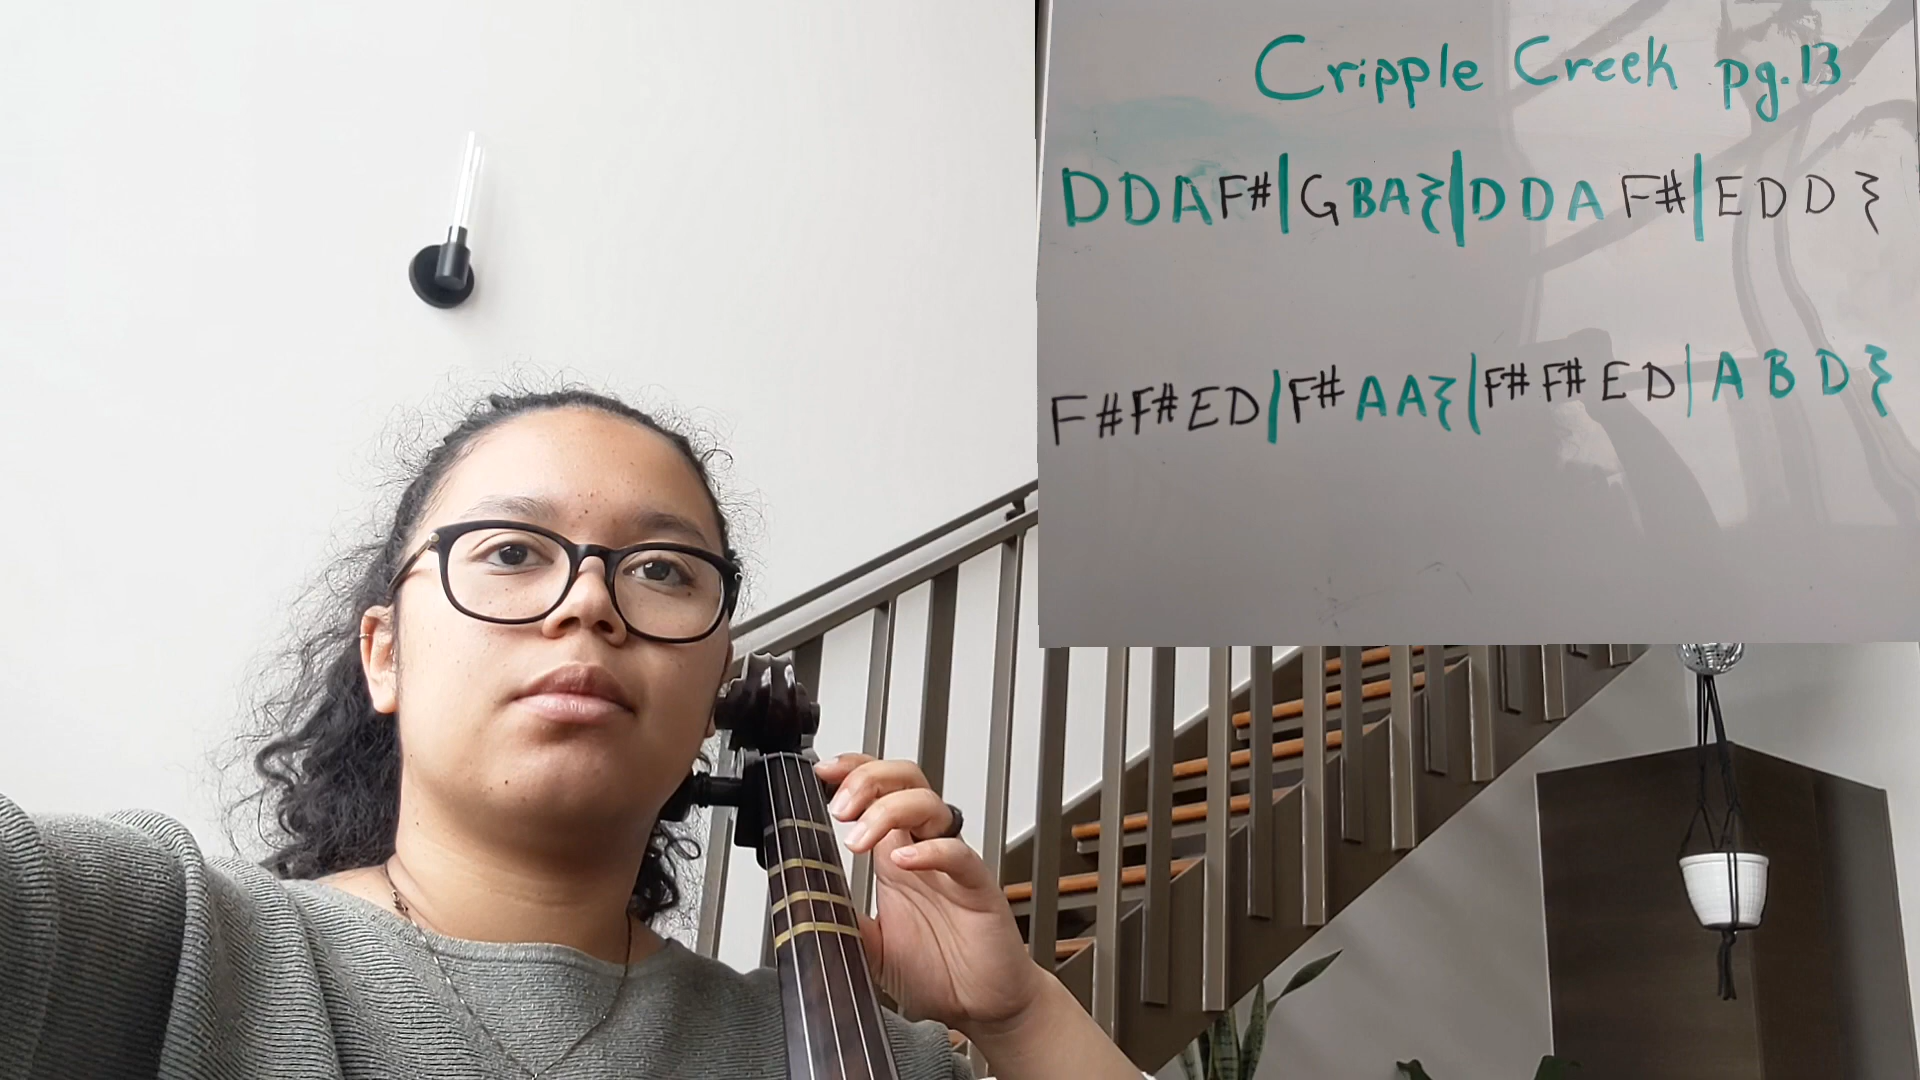 Cripple Creek pg.13
DDAF#|GBA𝄽|DDAF#|EDD𝄽
F#F#ED|F#AA𝄽|F#F#ED|ABD𝄽